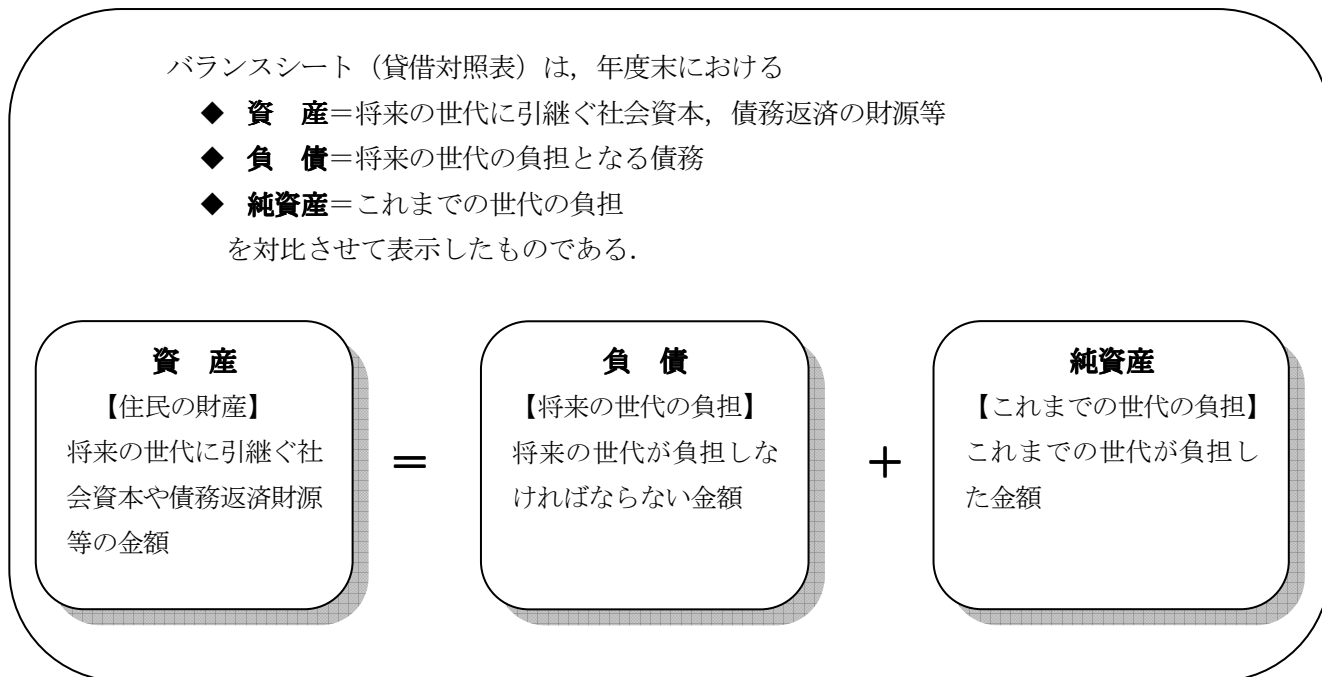 バランスシート（貸借対照表）は，年度末における
◆ 資　産＝将来の世代に引継ぐ社会資本，債務返済の財源等
◆ 負　債＝将来の世代の負担となる債務
◆ 純資産＝これまでの世代の負担
を対比させて表示したものである．
資　産
【住民の財産】
将来の世代に引継ぐ社
会資本や債務返済財源
等の金額
＝
負　債
【将来の世代の負担】
将来の世代が負担しな
ければならない金額
＋
純資産
【これまでの世代の負担】
これまでの世代が負担し
た金額